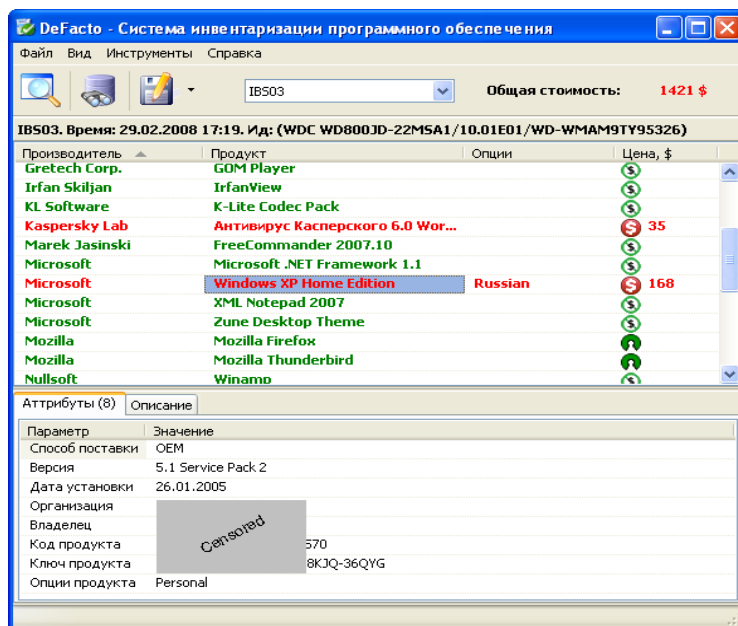 DeFacto - Система инвентаризации программного обеспечения
Файл Вид Инструменты Справка
IBS03 Общая стоимость: 1421 $
IBS03. Время: 29.02.2008 17:19. Ид: (WDC WD800JD-22MSA1/10.01E01/WD-WMAM9TY95326)
Производитель Продукт Опции Цена, $
Gretech Corp. GOM Player
Irfan Skiljan IrfanView
KL Software K-Lite Codec Pack
Kaspersky Lab Антивирус Касперского 6.0 Wor... 35
Marek Jasinski FreeCommander 2007.10
Microsoft Microsoft .NET Framework 1.1
Microsoft Windows XP Home Edition Russian 168
Microsoft XML Notepad 2007
Microsoft Zune Desktop Theme
Mozilla Mozilla Firefox
Mozilla Mozilla Thunderbird
Nullsoft Winamp
Аттрибуты (8) Описание
Параметр Значение
Способ поставки OEM
Версия 5.1 Service Pack 2
Дата установки 26.01.2005
Организация
Владелец Censored
Код продукта 570
Ключ продукта 8KJQ-36QYG
Опции продукта Personal